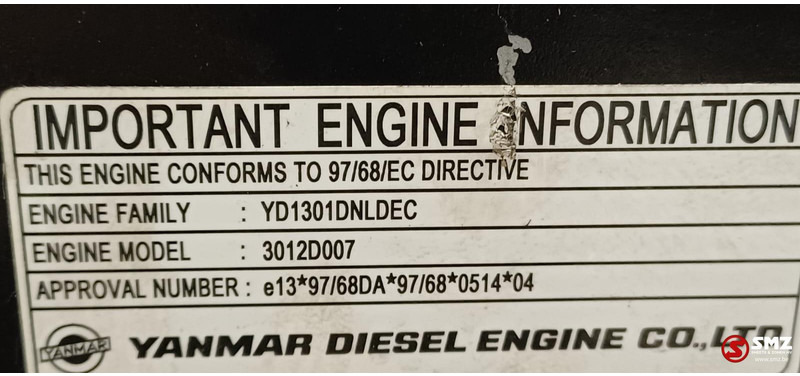 IMPORTANT ENGINE INFORMATION
THIS ENGINE CONFORMS TO 97/68/EC DIRECTIVE
ENGINE FAMILY : YD1301DNLDEC
ENGINE MODEL : 3012D007
APPROVAL NUMBER : e13*97/68DA*97/68*0514*04
YANMAR YANMAR DIESEL ENGINE CO.,LTD.
SMZ